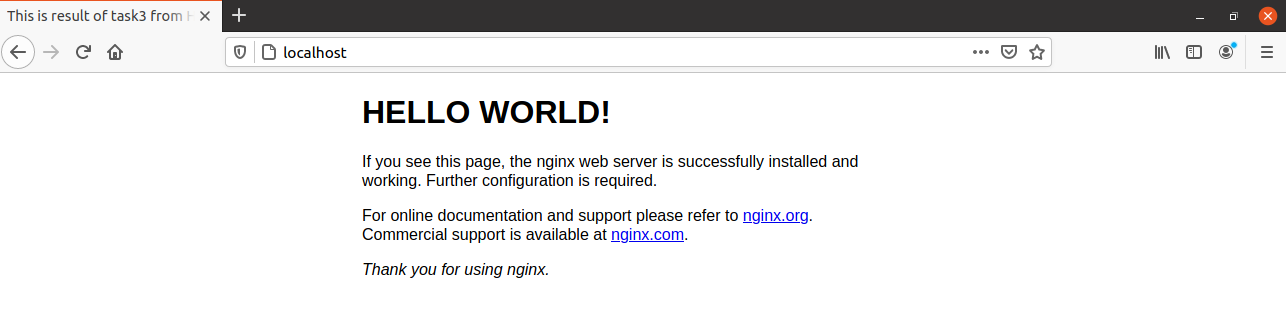 This is result of task3 from
localhost
HELLO WORLD!
If you see this page, the nginx web server is successfully installed and
working. Further configuration is required.
For online documentation and support please refer to nginx.org.
Commercial support is available at nginx.com.
Thank you for using nginx.